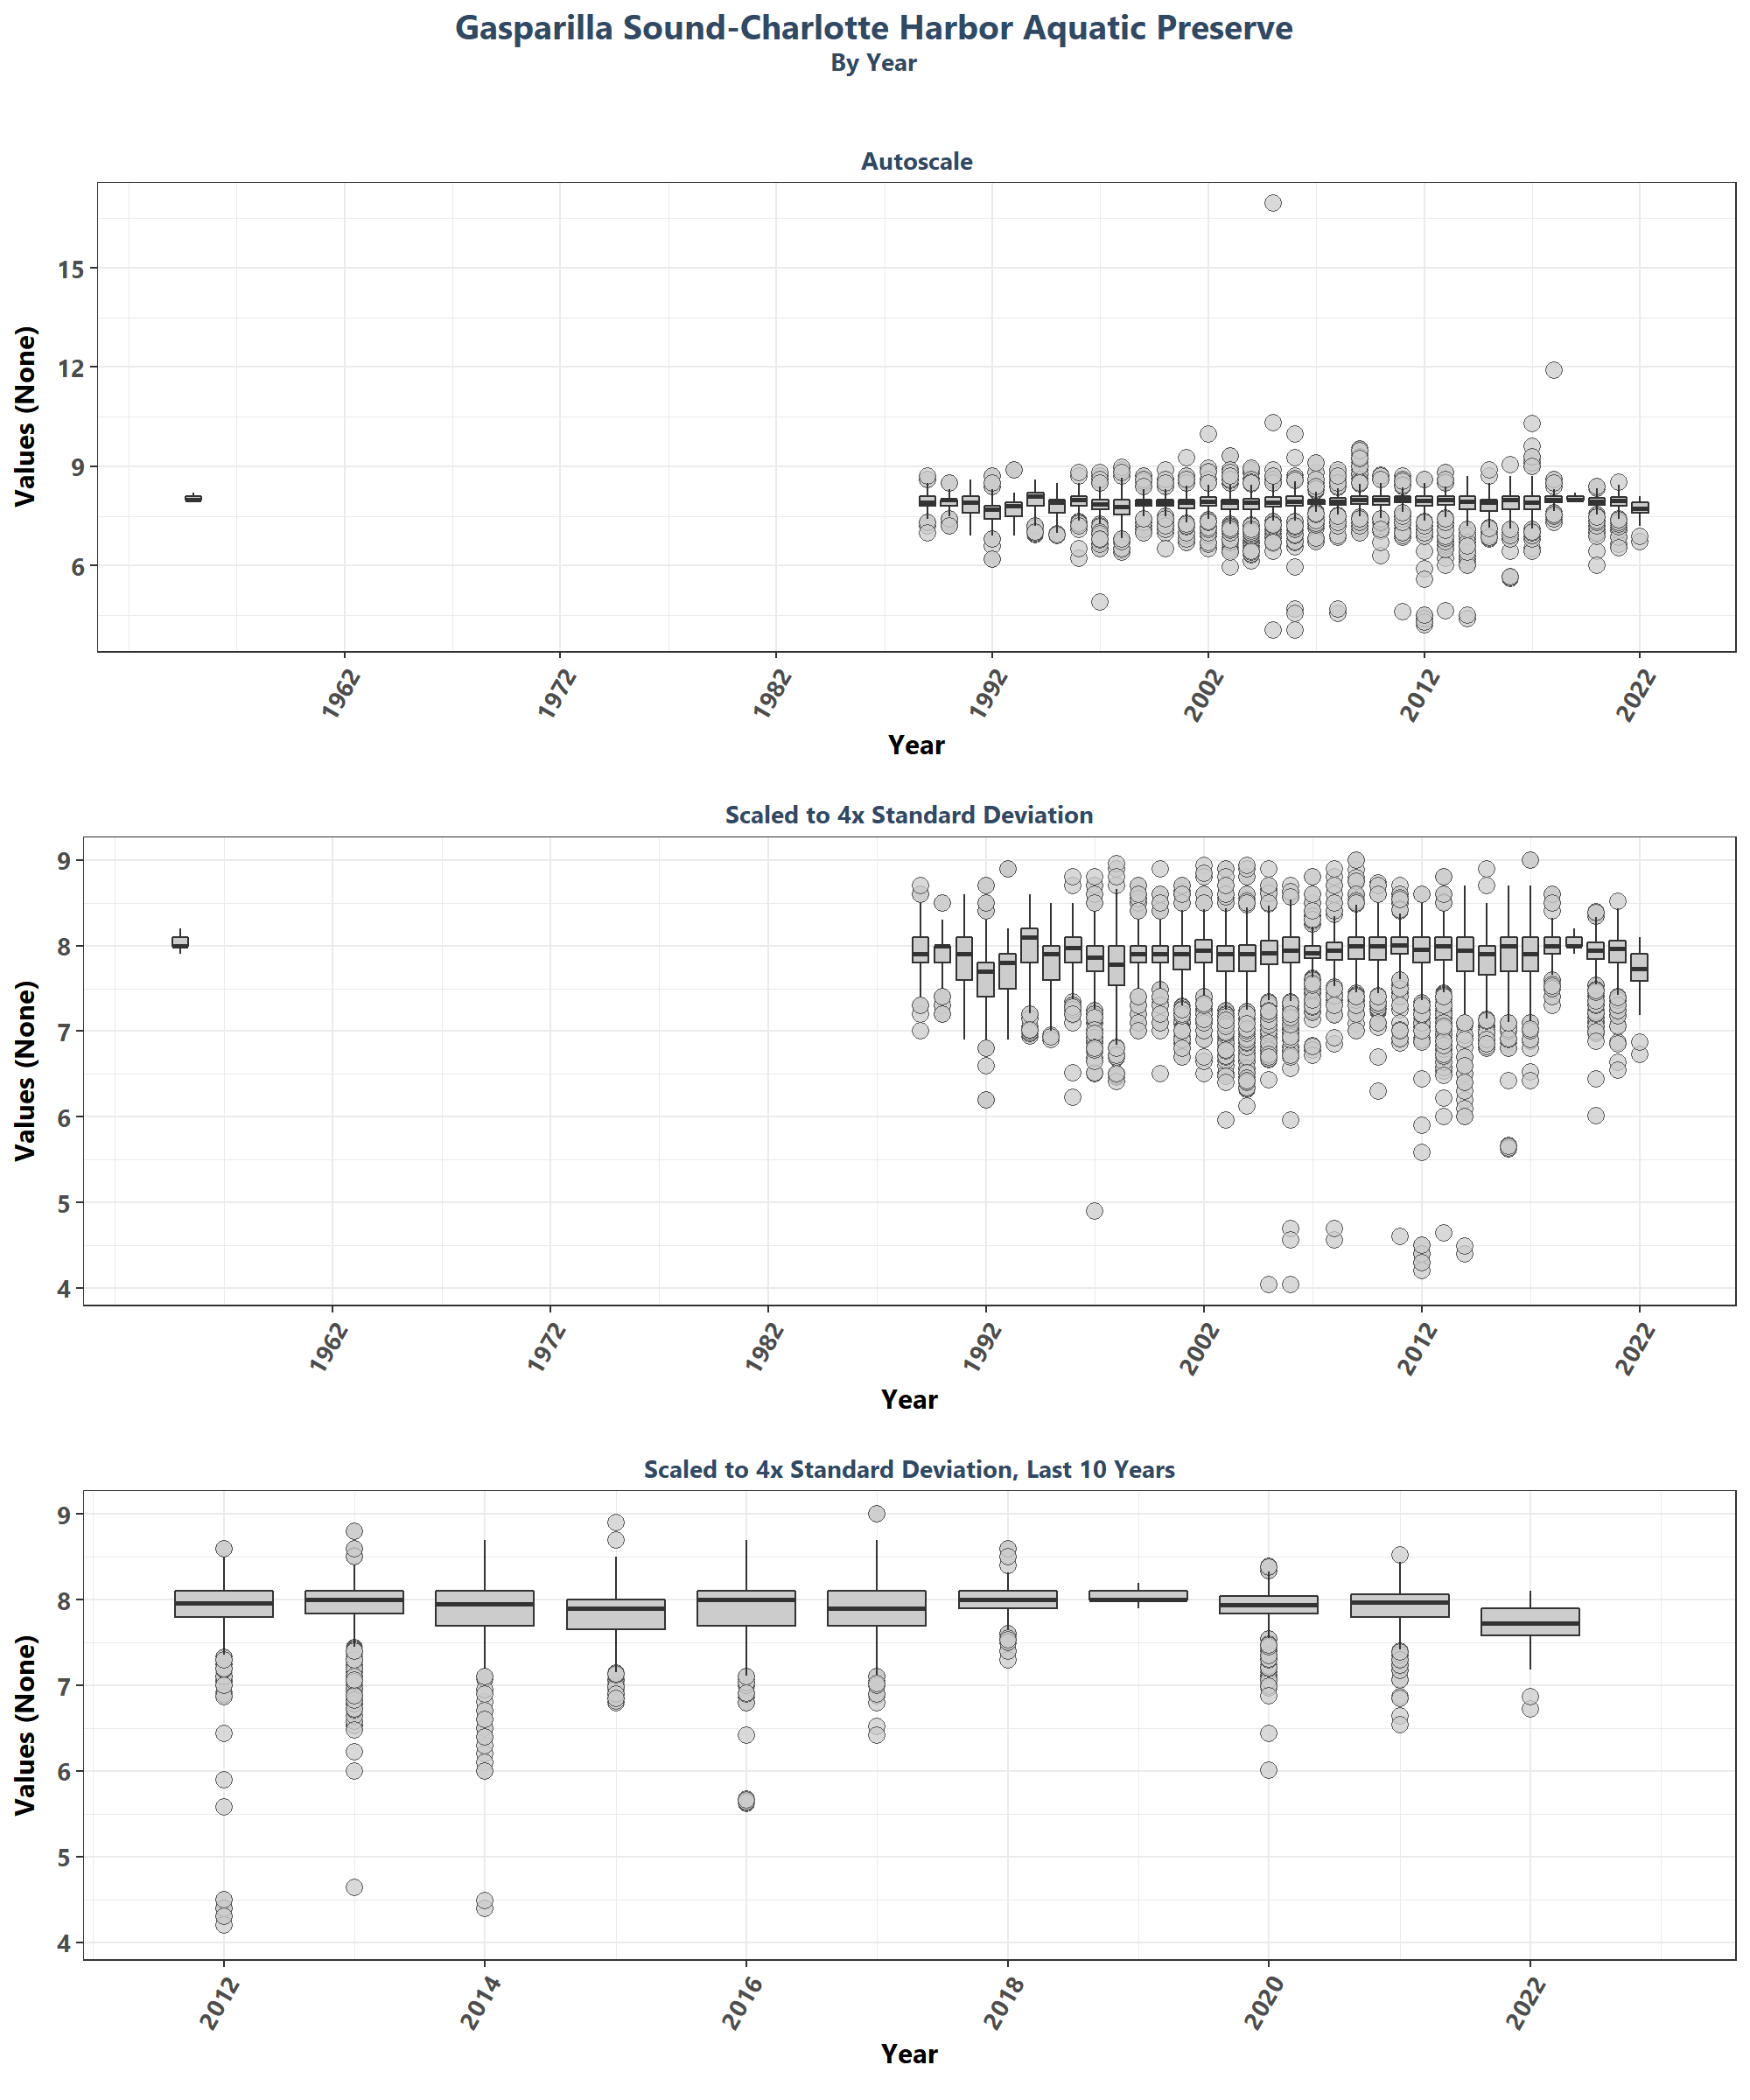 Gasparilla Sound-Charlotte Harbor Aquatic Preserve
By Year
Autoscale
Values (None)
15
12
9
6
1962 1972 1982 1992 2002 2012 2022
Year
Scaled to 4x Standard Deviation
Values (None)
9
8
7
6
5
4
1962 1972 1982 1992 2002 2012 2022
Year
Scaled to 4x Standard Deviation, Last 10 Years
Values (None)
9
8
7
6
5
4
2012 2014 2016 2018 2020 2022
Year